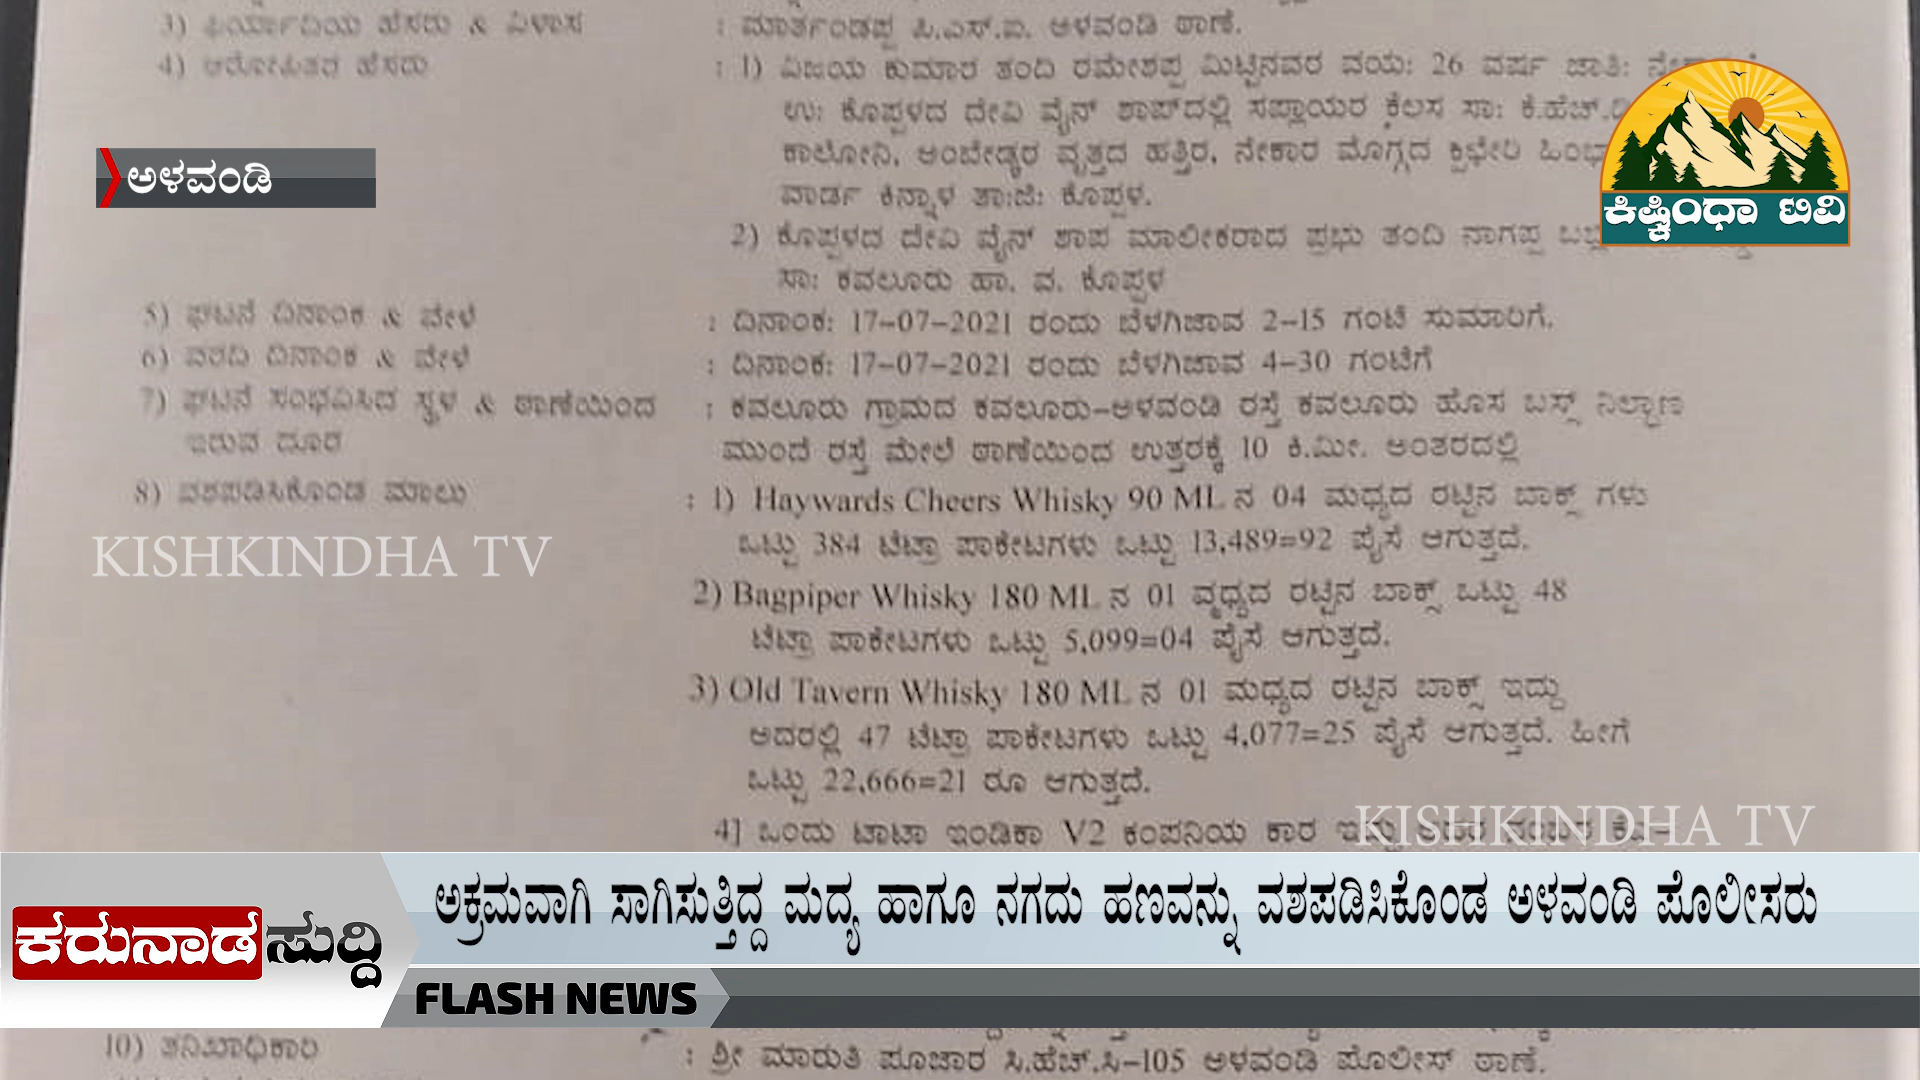 3) ಫಿರ್ಯಾದಿಯ ಹೆಸರು & ವಿಳಾಸ : ಮಾರ್ತಂಡಪ್ಪ ಪಿ.ಎಸ್.ಐ. ಅಳವಂಡಿ ಠಾಣೆ.
4) ಆರೋಪಿತರ ಹೆಸರು : 1) ವಿಜಯ ಕುಮಾರ ತಂದಿ ರಮೇಶಪ್ಪ ಮಿಟ್ಟಿನವರ ವಯ: 26 ವರ್ಷ ಜಾತಿ:
ಉ: ಕೊಪ್ಪಳದ ದೇವಿ ವೈನ್ ಶಾಪ್‌ದಲ್ಲಿ ಸಪ್ಲಾಯರ ಕೆಲಸ ಸಾ:
ಅಳವಂಡಿ
ಕಾಲೋನಿ, ಅಂಬೇಡ್ಕರ ವೃತ್ತದ ಹತ್ತಿರ, ನೇಕಾರ ಮೊಗ್ಗದ ಕ್ವಿಛೇರಿ
ವಾರ್ಡ ಕಿನ್ನಾಳ ತಾ:ಜಿ: ಕೊಪ್ಪಳ.
ಕಿಷ್ಕಿಂಧಾ ಟಿವಿ
2) ಕೊಪ್ಪಳದ ದೇವಿ ವೈನ್ ಶಾಪ ಮಾಲೀಕರಾದ ಪ್ರಭು ತಂದಿ ನಾಗಪ್ಪ
ಸಾ: ಕವಲೂರು ಹಾ. ವ. ಕೊಪ್ಪಳ
5) ಘಟನೆ ದಿನಾಂಕ & ವೇಳೆ : ದಿನಾಂಕ: 17-07-2021 ರಂದು ಬೆಳಗಿಜಾವ 2-15 ಗಂಟೆ ಸುಮಾರಿಗೆ.
6) ವರದಿ ದಿನಾಂಕ & ವೇಳೆ : ದಿನಾಂಕ: 17-07-2021 ರಂದು ಬೆಳಗಿಜಾವ 4-30 ಗಂಟೆಗೆ
7) ಘಟನೆ ಸಂಭವಿಸಿದ ಸ್ಥಳ & ಠಾಣೆಯಿಂದ : ಕವಲೂರು ಗ್ರಾಮದ ಕವಲೂರು-ಅಳವಂಡಿ ರಸ್ತೆ ಕವಲೂರು ಹೊಸ ಬಸ್ಸ್ ನಿಲ್ದಾಣ
ಇರುವ ದೂರ ಮುಂದೆ ರಸ್ತೆ ಮೇಲೆ ಠಾಣೆಯಿಂದ ಉತ್ತರಕ್ಕೆ 10 ಕಿ.ಮೀ. ಅಂತರದಲ್ಲಿ
8) ವಶಪಡಿಸಿಕೊಂಡ ಮಾಲು : 1) Haywards Cheers Whisky 90 ML ನ 04 ಮಧ್ಯದ ರಟ್ಟಿನ ಬಾಕ್ಸ್ ಗಳು
ಒಟ್ಟು 384 ಟೆಟ್ರಾ ಪಾಕೇಟಗಳು ಒಟ್ಟು 13,489=92 ಪೈಸೆ ಆಗುತ್ತದೆ.
KISHKINDHA TV
2) Bagpiper Whisky 180 ML ನ 01 ಮಧ್ಯದ ರಟ್ಟಿನ ಬಾಕ್ಸ್ ಒಟ್ಟು 48
ಟೆಟ್ರಾ ಪಾಕೇಟಗಳು ಒಟ್ಟು 5,099=04 ಪೈಸೆ ಆಗುತ್ತದೆ.
3) Old Tavern Whisky 180 ML ನ 01 ಮಧ್ಯದ ರಟ್ಟಿನ ಬಾಕ್ಸ್ ಇದ್ದು
ಅದರಲ್ಲಿ 47 ಟೆಟ್ರಾ ಪಾಕೇಟಗಳು ಒಟ್ಟು 4,077=25 ಪೈಸೆ ಆಗುತ್ತದೆ. ಹೀಗೆ
ಒಟ್ಟು 22,666=21 ರೂ ಆಗುತ್ತದೆ.
4] ಒಂದು ಟಾಟಾ ಇಂಡಿಕಾ V2 ಕಂಪನಿಯ ಕಾರ
KISHKINDHA TV
ಅಕ್ರಮವಾಗಿ ಸಾಗಿಸುತ್ತಿದ್ದ ಮದ್ಯ ಹಾಗೂ ನಗದು ಹಣವನ್ನು ವಶಪಡಿಸಿಕೊಂಡ ಅಳವಂಡಿ ಪೊಲೀಸರು
ಕರುನಾಡ ಸುದ್ದಿ
FLASH NEWS
10) ತನಿಖಾಧಿಕಾರಿ : ಶ್ರೀ ಮಾರುತಿ ಪೂಜಾರ ಸಿ.ಹೆಚ್.ಸಿ-105 ಅಳವಂಡಿ ಪೊಲೀಸ್ ಠಾಣೆ.